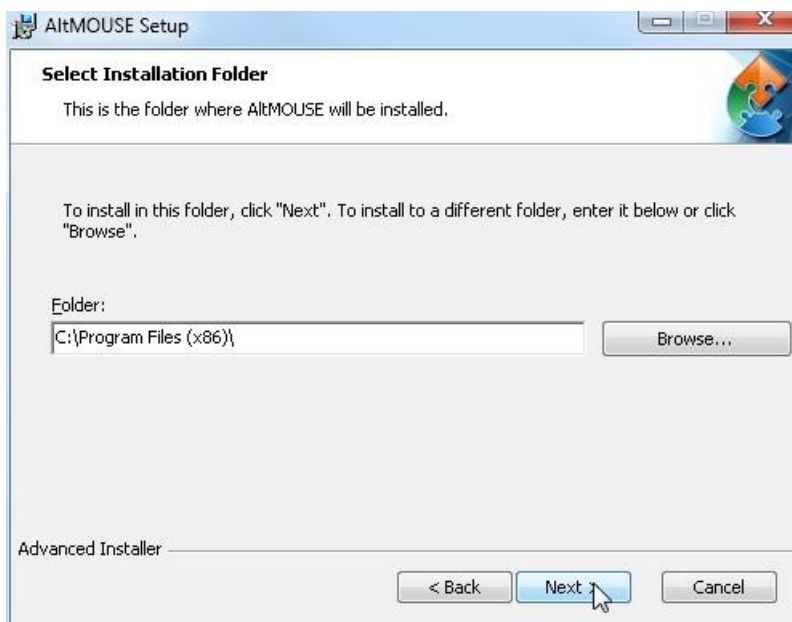 AltMOUSE Setup
Select Installation Folder
This is the folder where AltMOUSE will be installed.
To install in this folder, click "Next". To install to a different folder, enter it below or click
"Browse".
Folder:
C:\Program Files (x86)\
Browse...
Advanced Installer
< Back
Next >
Cancel